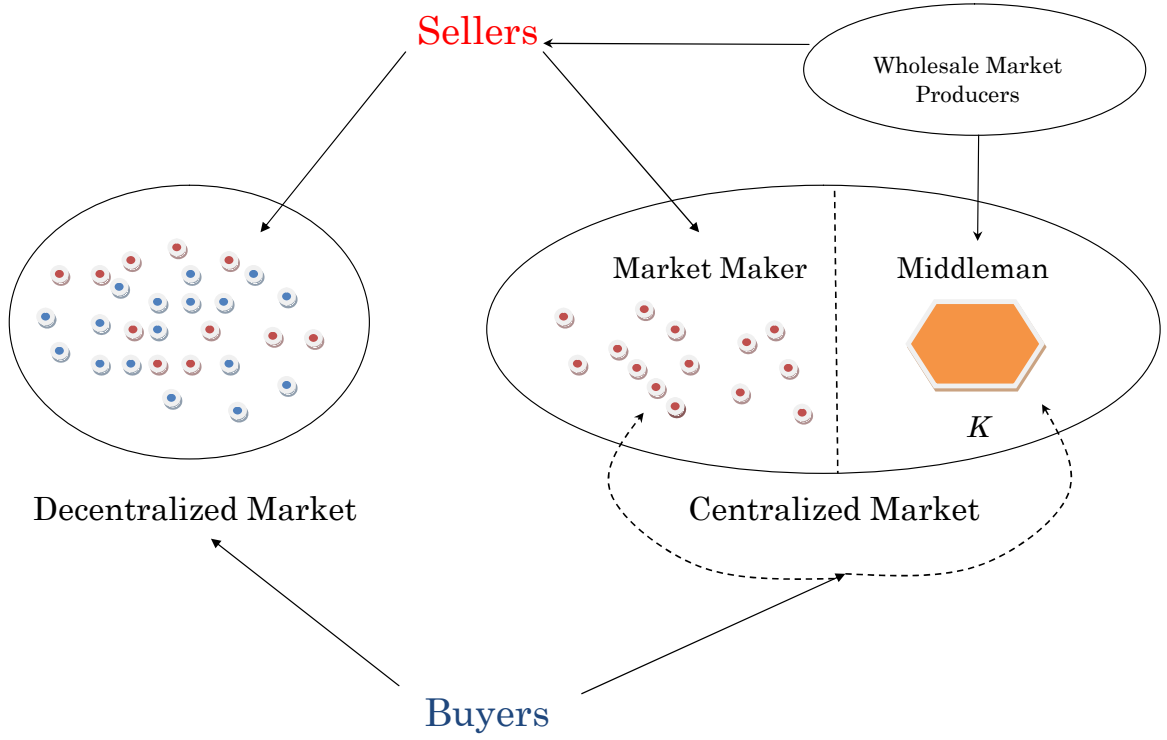 Sellers
Wholesale Market
Producers
Market Maker
Middleman
K
Decentralized Market
Centralized Market
Buyers